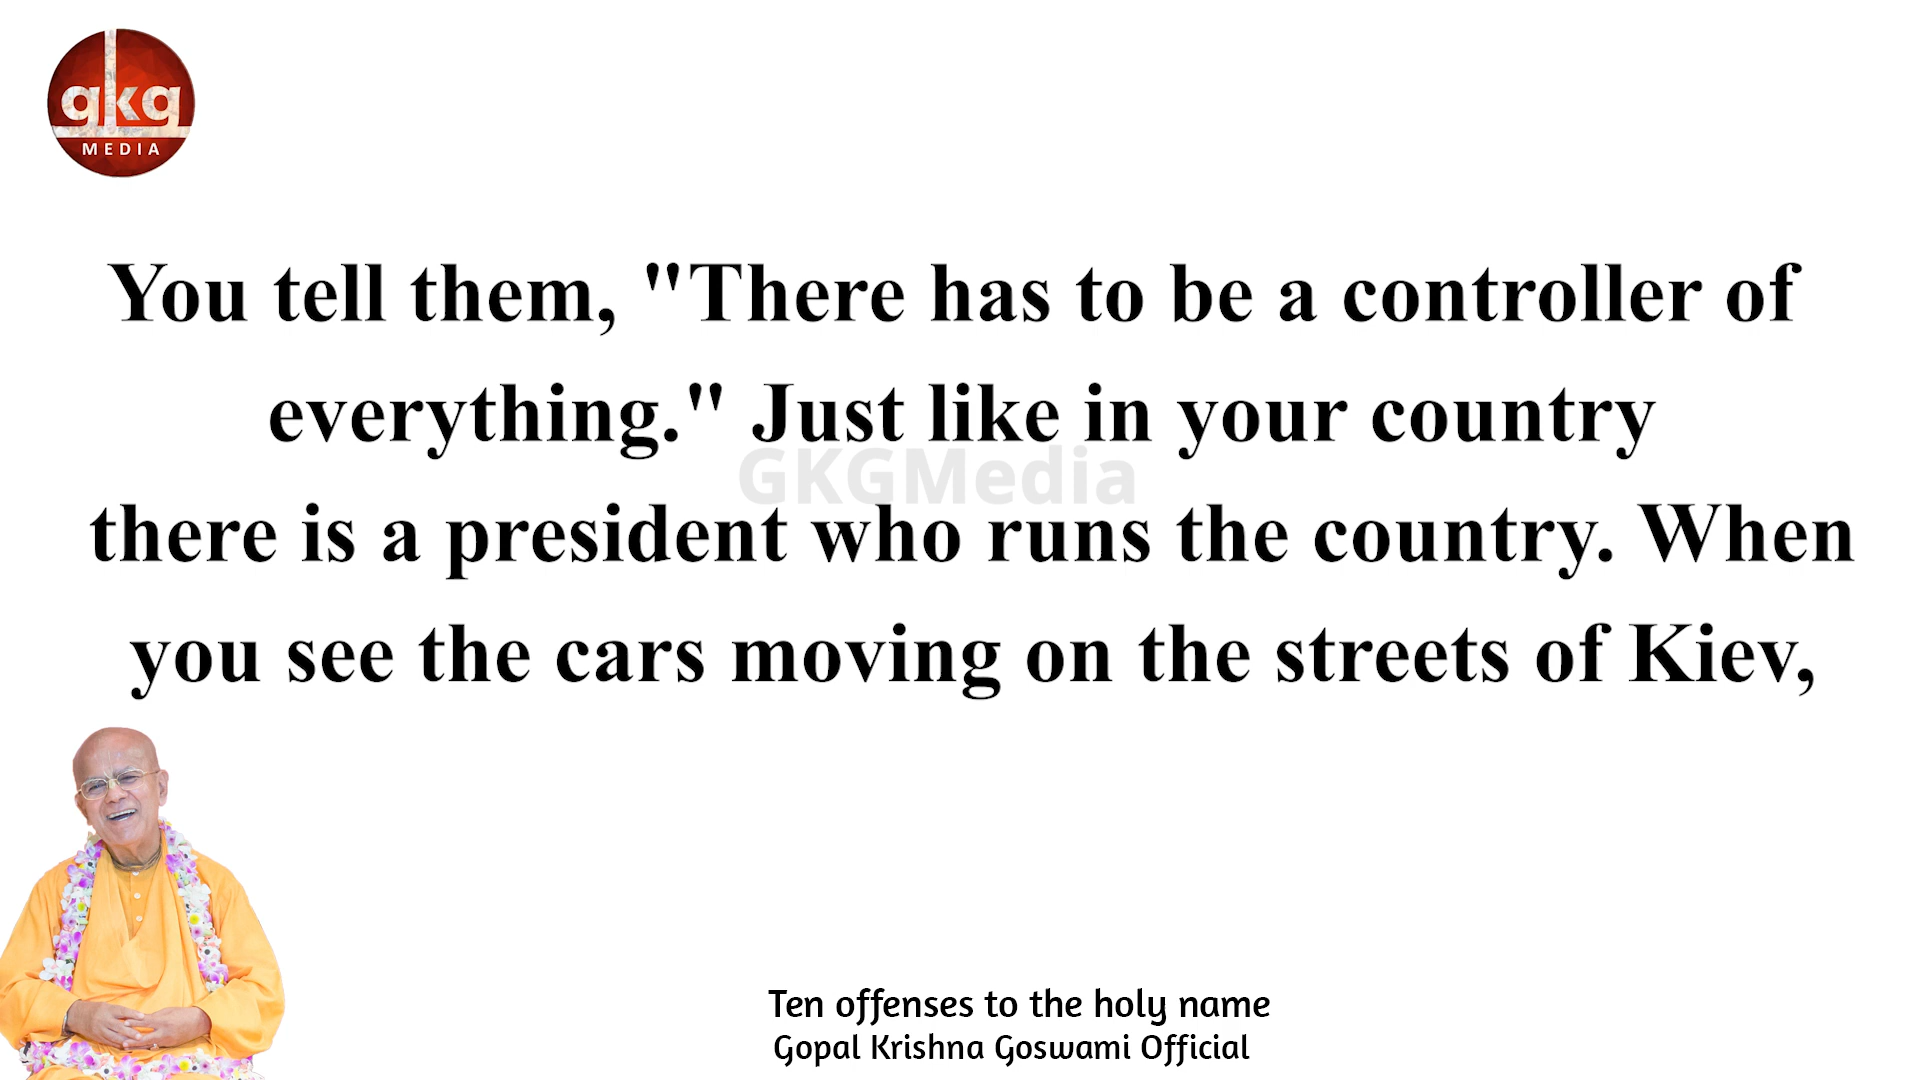 gkg
MEDIA
You tell them, "There has to be a controller of
everything." Just like in your country
GKGMedia
there is a president who runs the country. When
you see the cars moving on the streets of Kiev,
Ten offenses to the holy name
Gopal Krishna Goswami Official